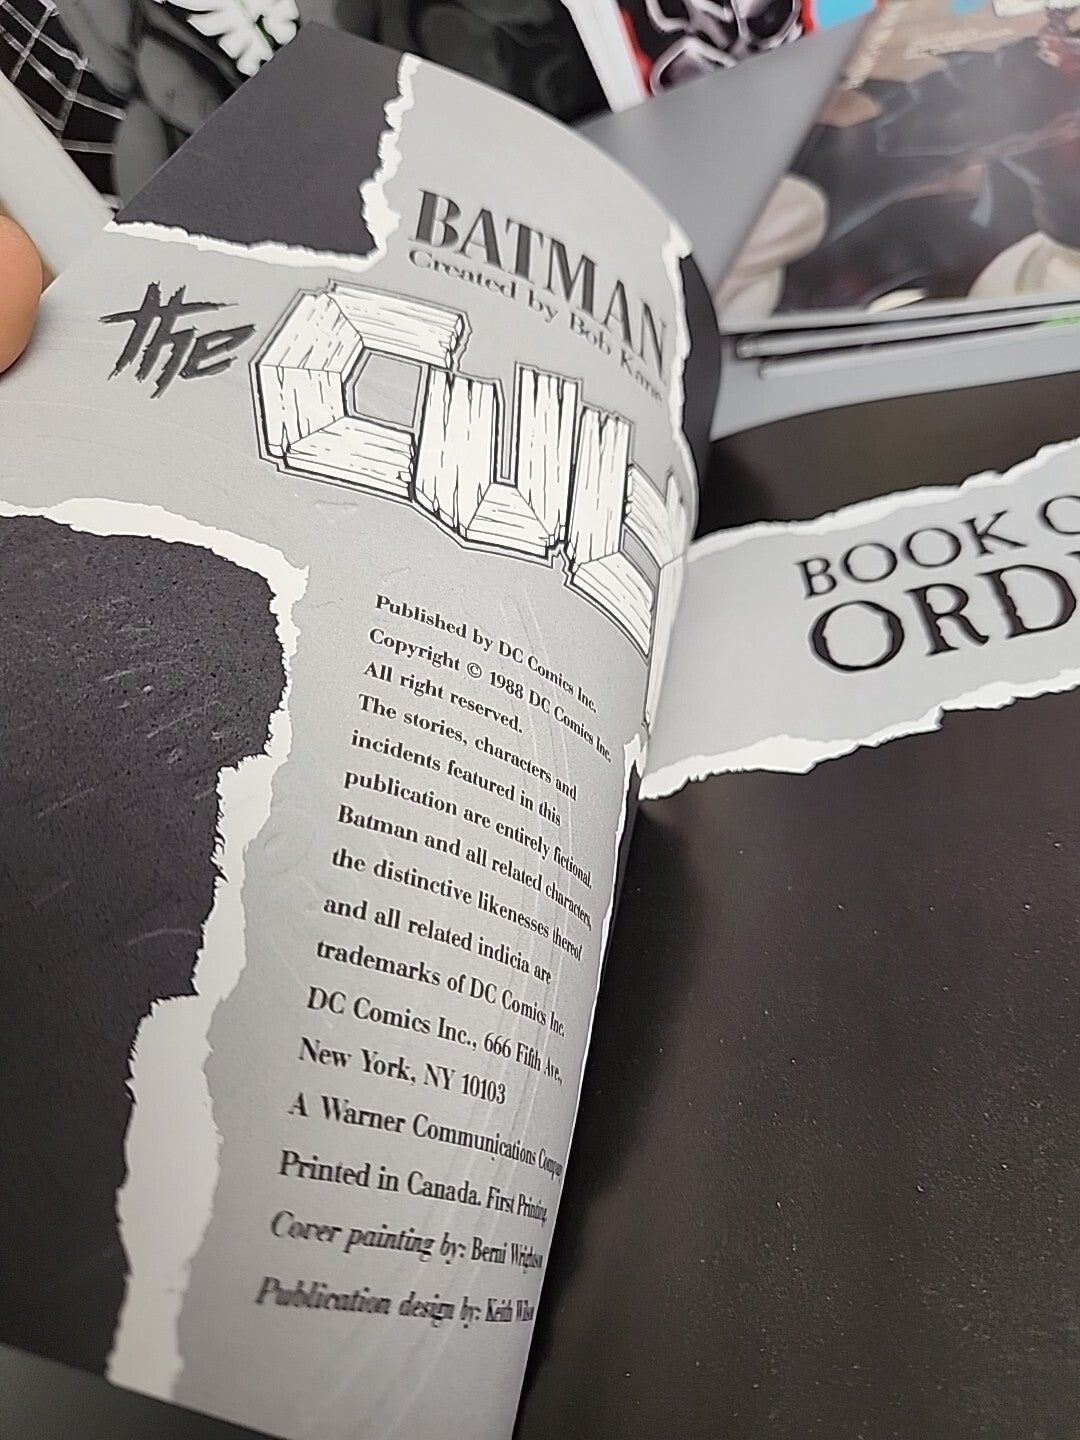 BATMAN
Created by Bob Kane
the
CUL
Published by DC Comics Inc.
Copyright © 1988 DC Comics Inc.
All right reserved.
The stories, characters and
incidents featured in this
publication are entirely fictional.
Batman and all related characters,
the distinctive likenesses thereof
and all related indicia are
trademarks of DC Comics Inc.
DC Comics Inc., 666 Fifth Ave.,
New York, NY 10103
A Warner Communications Company
Printed in Canada. First Printing.
Cover painting by: Berni Wrightson
Publication design by: Keith Wilson
BOOK O
ORD